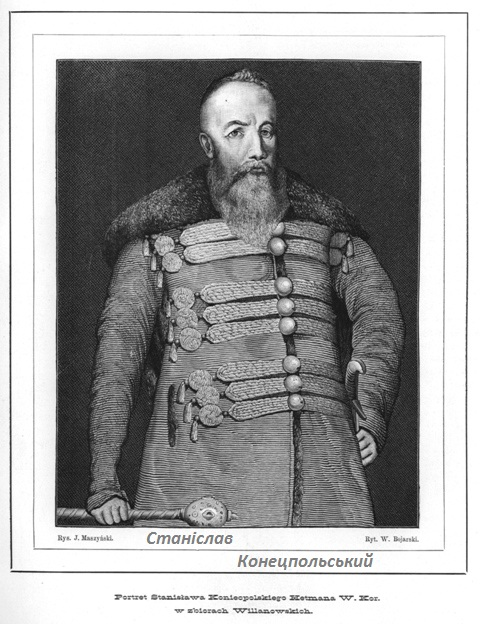 Rys. J. Maszyński.
Ryt. W. Bojarski.
Станіслав
Конецпольський
Portret Stanisława Koniecpolskiego Hetmana W. Kor.
w zbiorach Willanowskich.